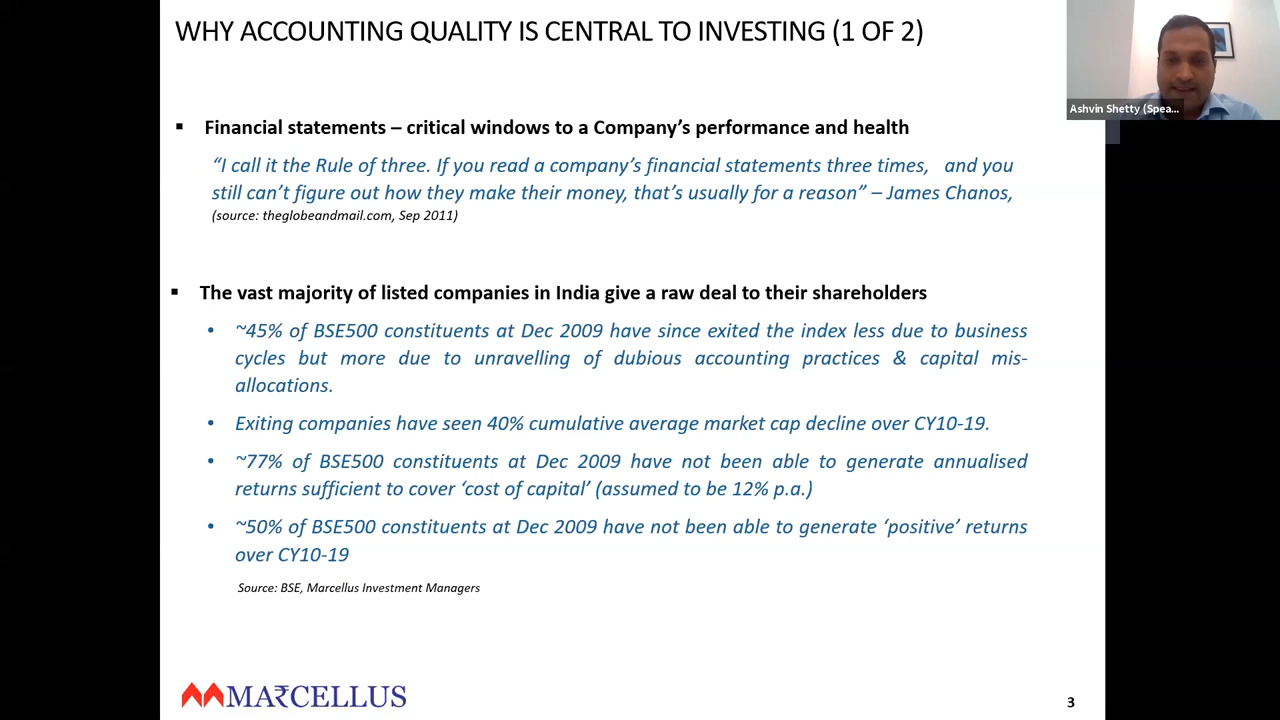 WHY ACCOUNTING QUALITY IS CENTRAL TO INVESTING (1 OF 2)
Ashvin Shetty (Spea...
▪ Financial statements – critical windows to a Company's performance and health
“I call it the Rule of three. If you read a company's financial statements three times, and you
still can't figure out how they make their money, that's usually for a reason” – James Chanos,
(source: theglobeandmail.com, Sep 2011)
▪ The vast majority of listed companies in India give a raw deal to their shareholders
• ~45% of BSE500 constituents at Dec 2009 have since exited the index less due to business
cycles but more due to unravelling of dubious accounting practices & capital mis-
allocations.
• Exiting companies have seen 40% cumulative average market cap decline over CY10-19.
• ~77% of BSE500 constituents at Dec 2009 have not been able to generate annualised
returns sufficient to cover ‘cost of capital’ (assumed to be 12% p.a.)
• ~50% of BSE500 constituents at Dec 2009 have not been able to generate ‘positive’ returns
over CY10-19
Source: BSE, Marcellus Investment Managers
MA₹CELLUS
3